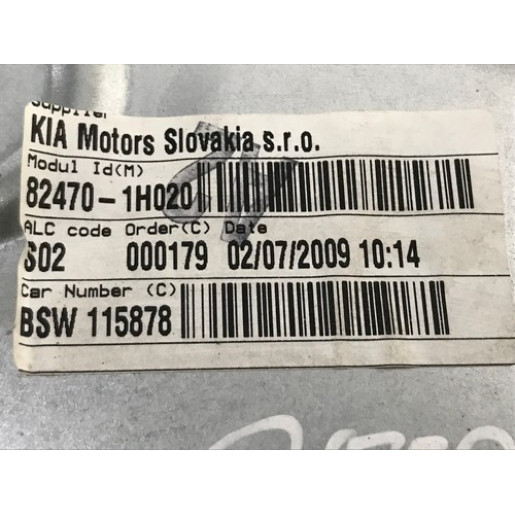 Supplier
KIA Motors Slovakia s.r.o.
Modul Id(M)
82470-1H020
ALC code Order(C) Date
S02 000179 02/07/2009 10:14
Car Number (C)
BSW 115878